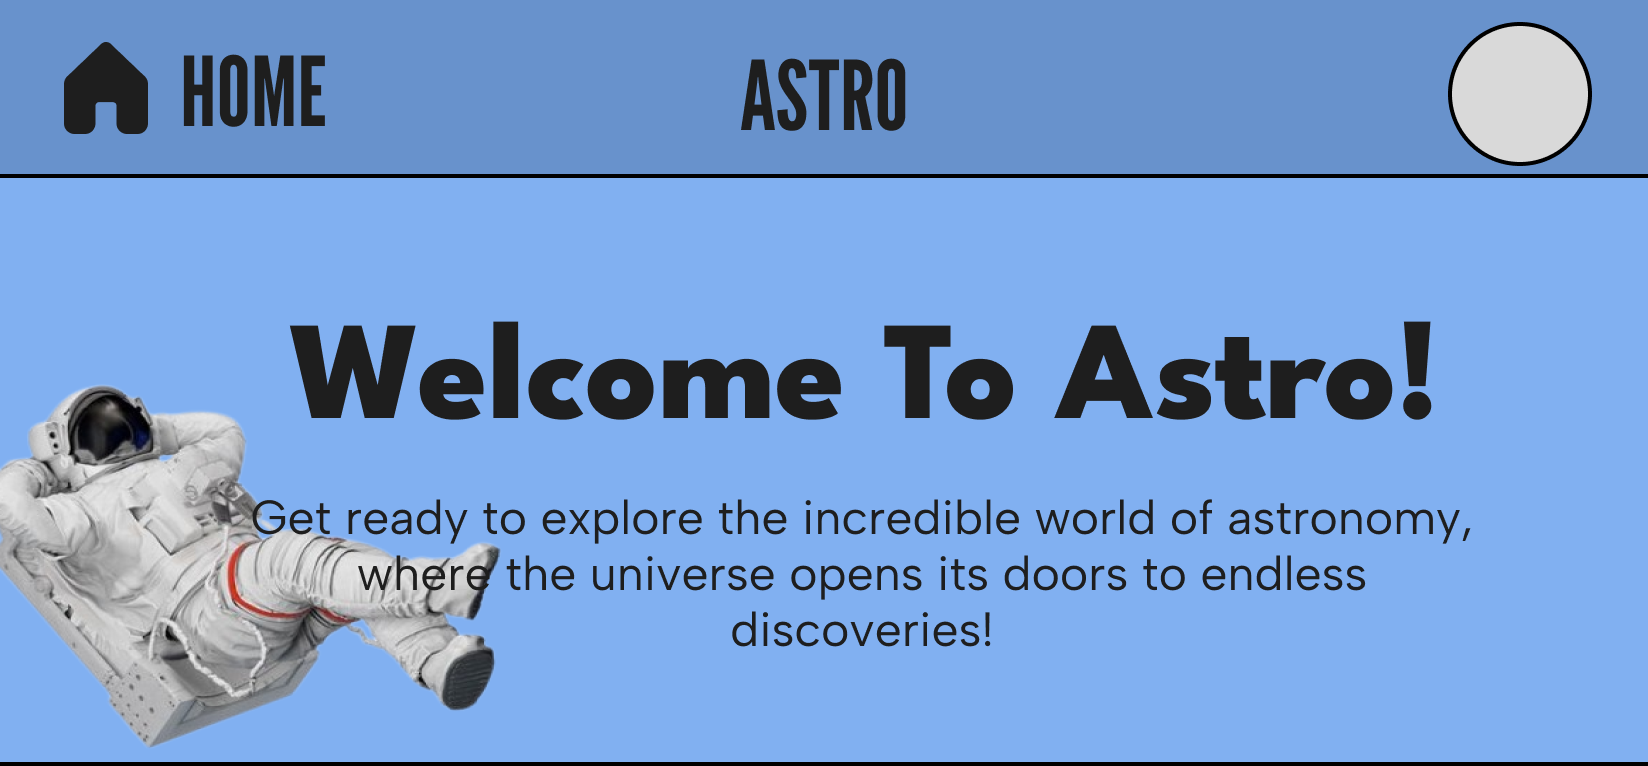 HOME
ASTRO
Welcome To Astro!
Get ready to explore the incredible world of astronomy,
where the universe opens its doors to endless
discoveries!